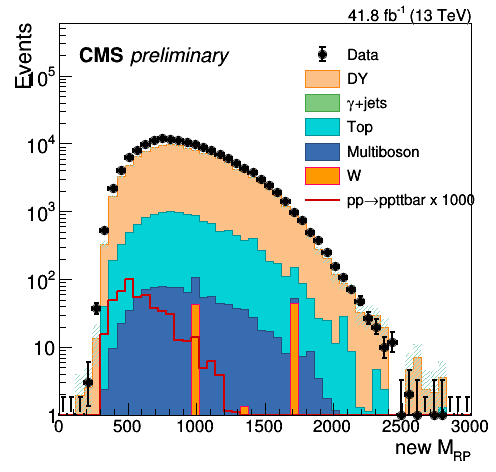 41.8 fb⁻¹ (13 TeV)
Events
CMS preliminary
Data
DY
γ+jets
Top
Multiboson
W
pp→ppttbar x 1000
10⁵
10⁴
10³
10²
10
1
0 500 1000 1500 2000 2500 3000
new M_RP